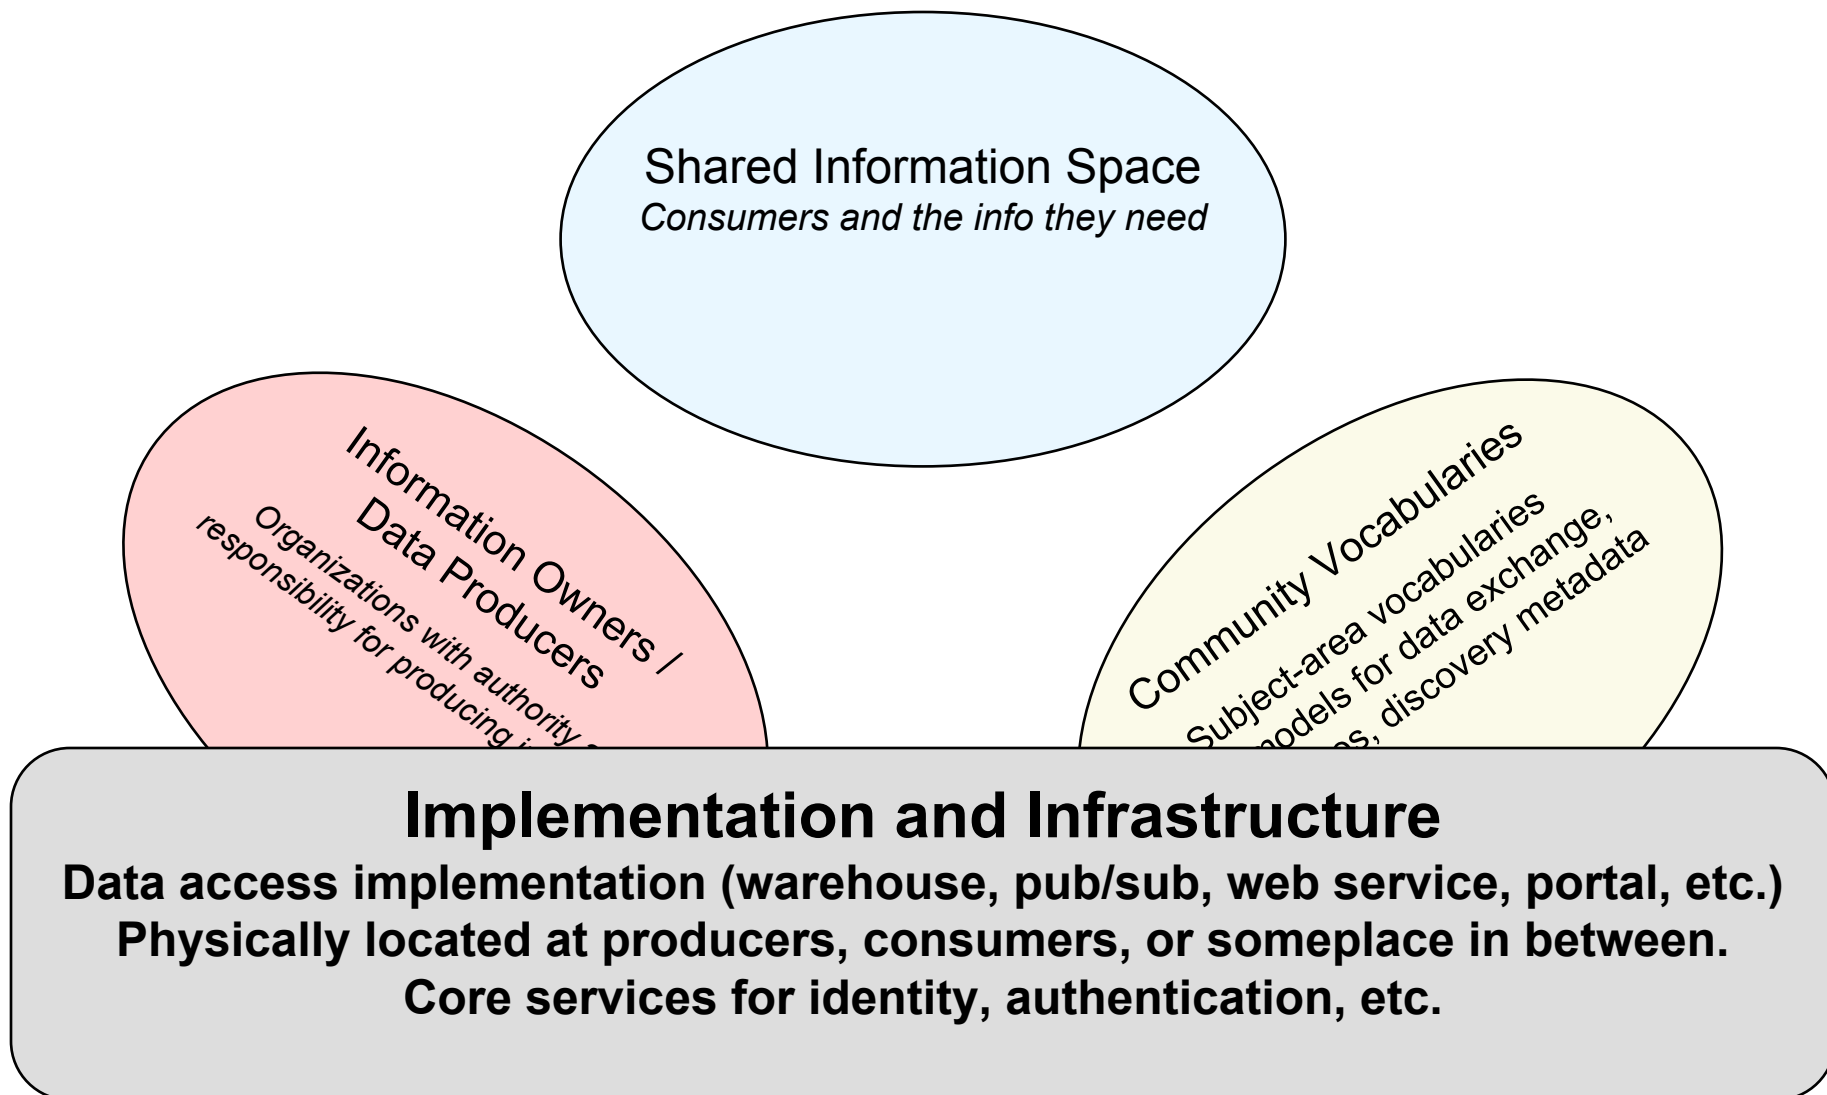 Shared Information Space
Consumers and the info they need
Information Owners /
Data Producers
Organizations with authority
responsibility for producing
Community Vocabularies
Subject-area vocabularies
models for data exchange,
discovery metadata
Implementation and Infrastructure
Data access implementation (warehouse, pub/sub, web service, portal, etc.)
Physically located at producers, consumers, or someplace in between.
Core services for identity, authentication, etc.